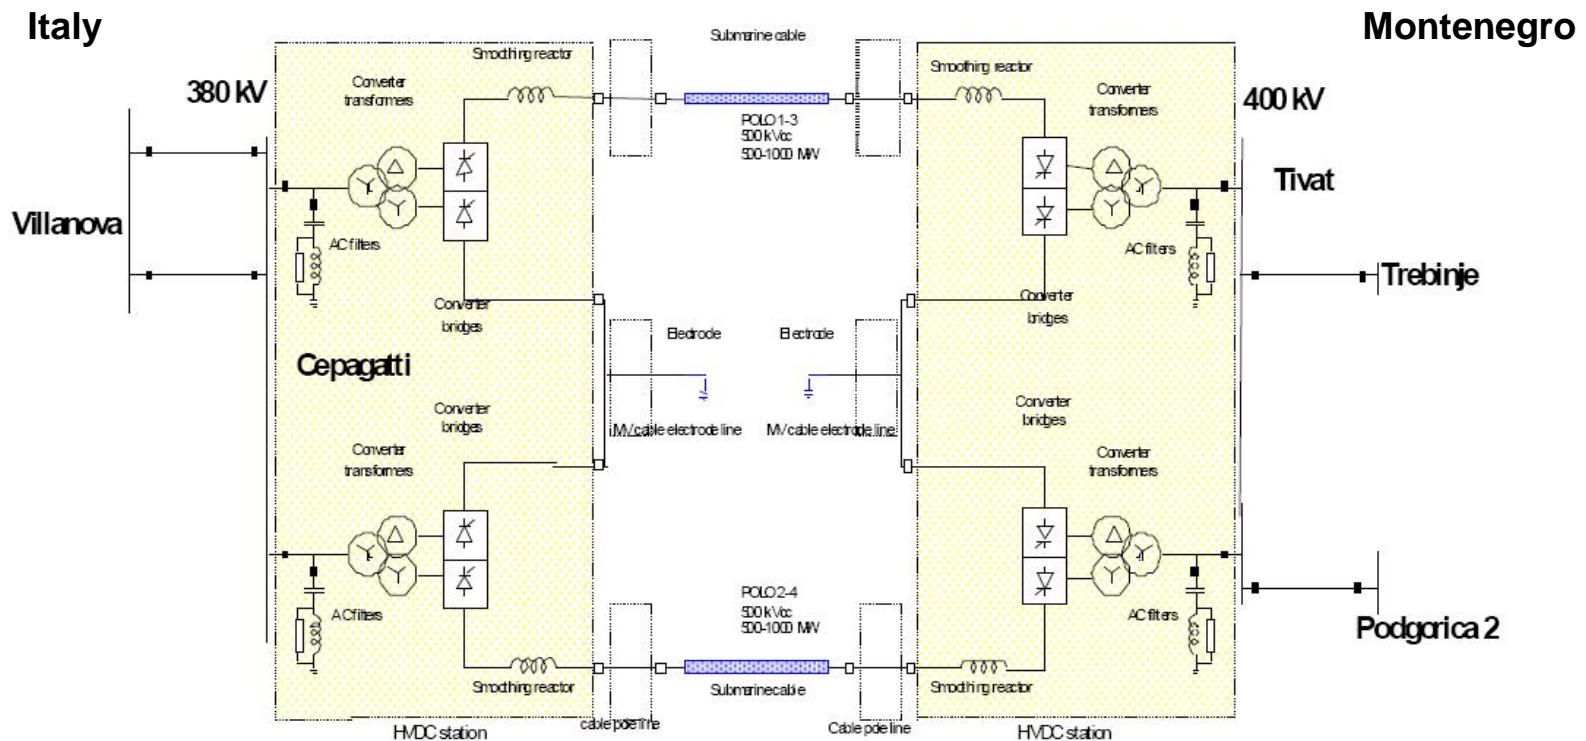 Italy
Montenegro
Submarine cable
Smoothing reactor
Smoothing reactor
Converter
transformers
Converter
transformers
380 kV
400 kV
POLO 1-3
500 kVcc
500-1000 MW
Tivat
Villanova
AC filters
AC filters
Trebinje
Converter
bridges
Converter
bridges
Electrode
Electrode
Cepagatti
Converter
bridges
Converter
bridges
MV cable electrode line
MV cable electrode line
Converter
transformers
Converter
transformers
POLO 2-4
500 kVcc
500-1000 MW
AC filters
AC filters
Podgorica 2
Smoothing reactor
Submarine cable
Smoothing reactor
cable pole line
Cable pole line
HVDC station
HVDC station